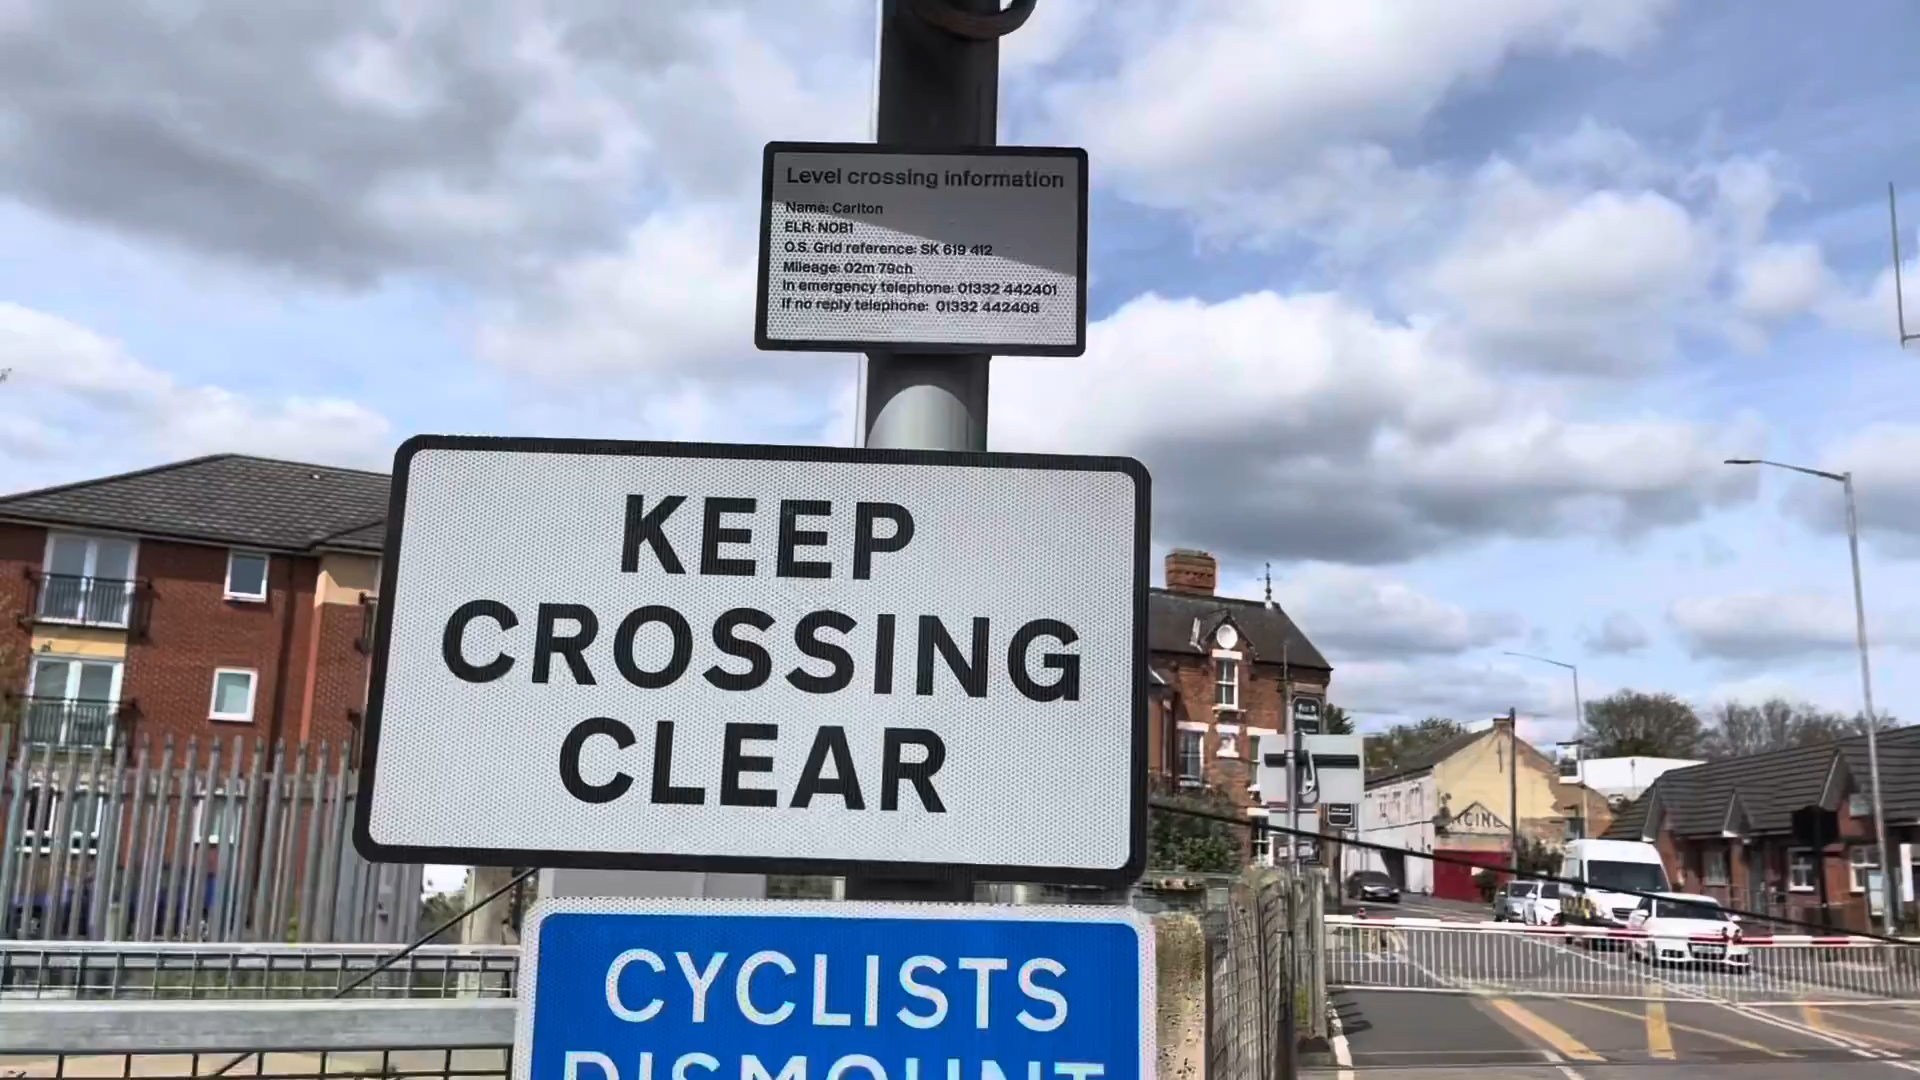 Level crossing information
Name: Carlton
ELR: NOB1
O.S. Grid reference: SK 619 412
Mileage: 02m 79ch
In emergency telephone: 01332 442401
If no reply telephone: 01332 442408
KEEP
CROSSING
CLEAR
CYCLISTS
DISMOUNT